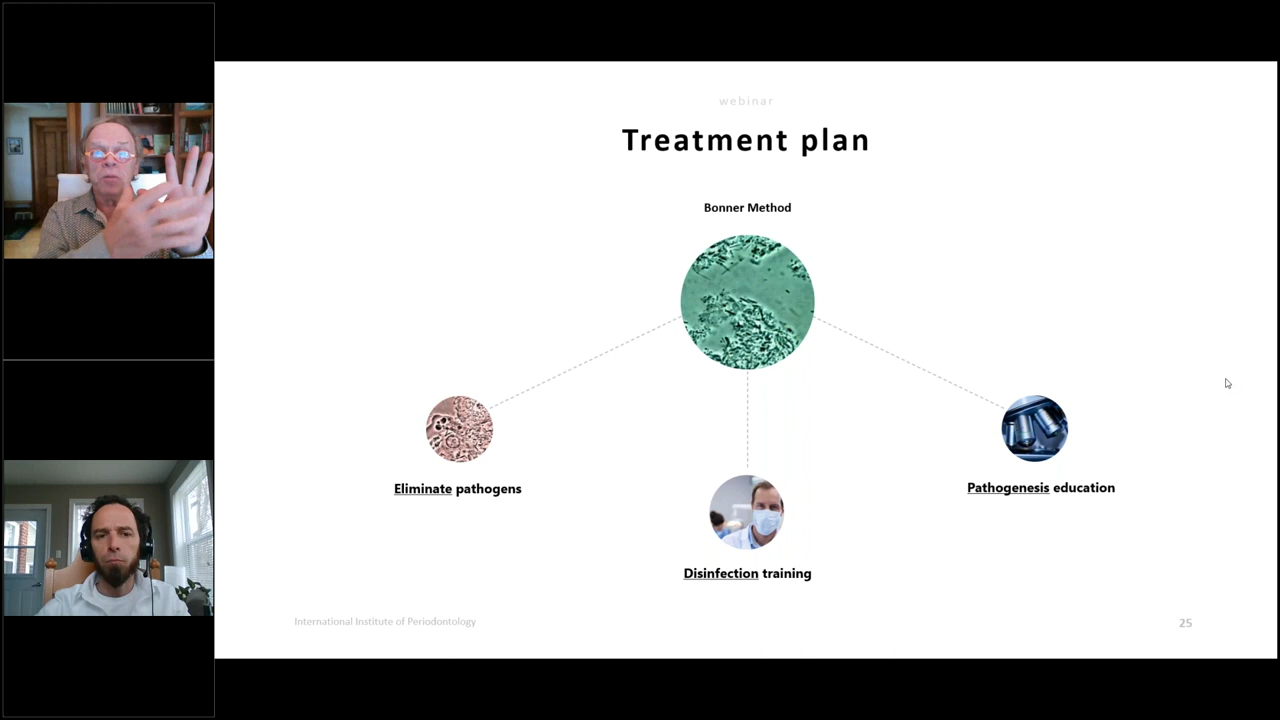 webinar
Treatment plan
Bonner Method
Eliminate pathogens
Pathogenesis education
Disinfection training
International Institute of Periodontology
25